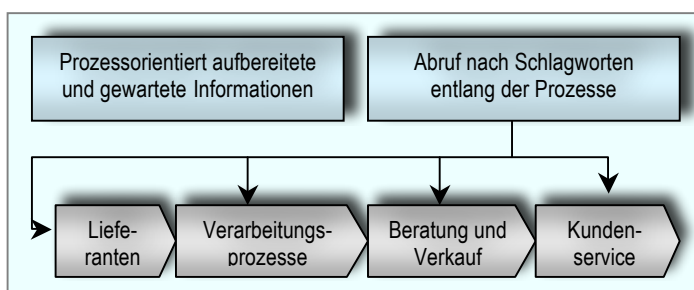 Prozessorientiert aufbereitete
und gewartete Informationen
Abruf nach Schlagworten
entlang der Prozesse
Liefe-
ranten
Verarbeitungs-
prozesse
Beratung und
Verkauf
Kunden-
service